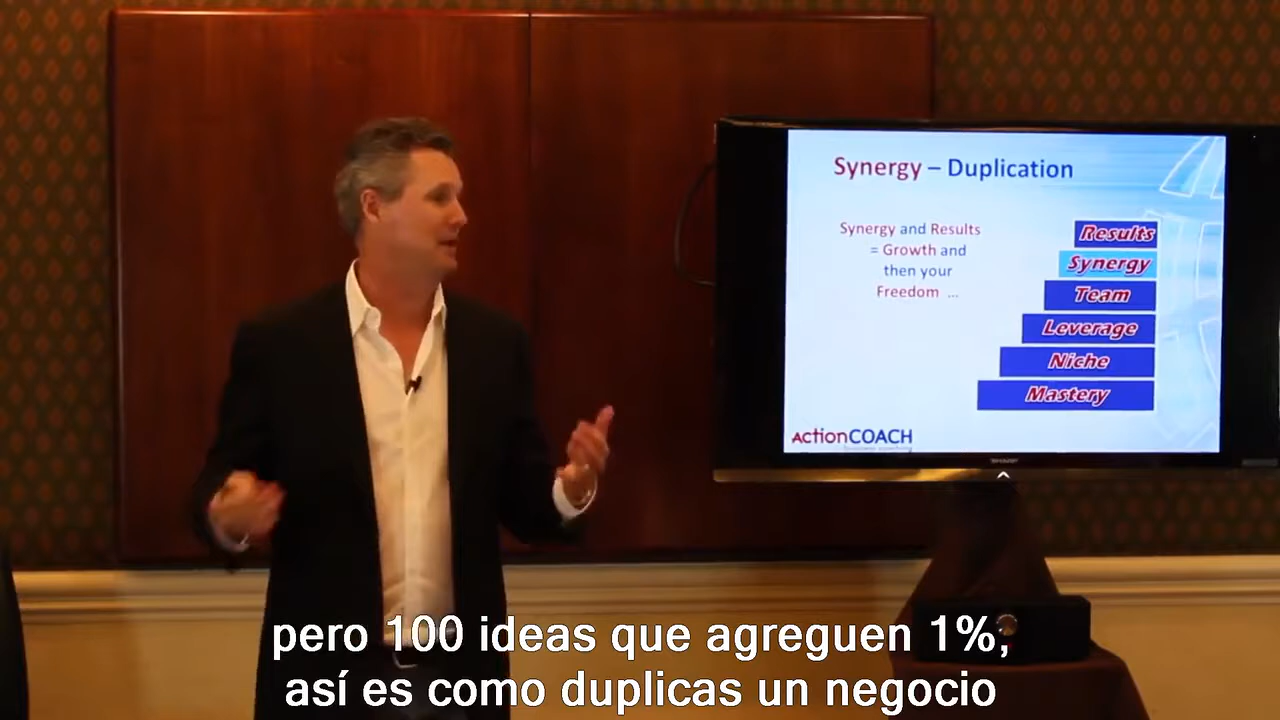 Synergy – Duplication
Synergy and Results
= Growth and
then your
Freedom ...
Results
Synergy
Team
Leverage
Niche
Mastery
ActionCOACH
pero 100 ideas que agreguen 1%,
así es como duplicas un negocio